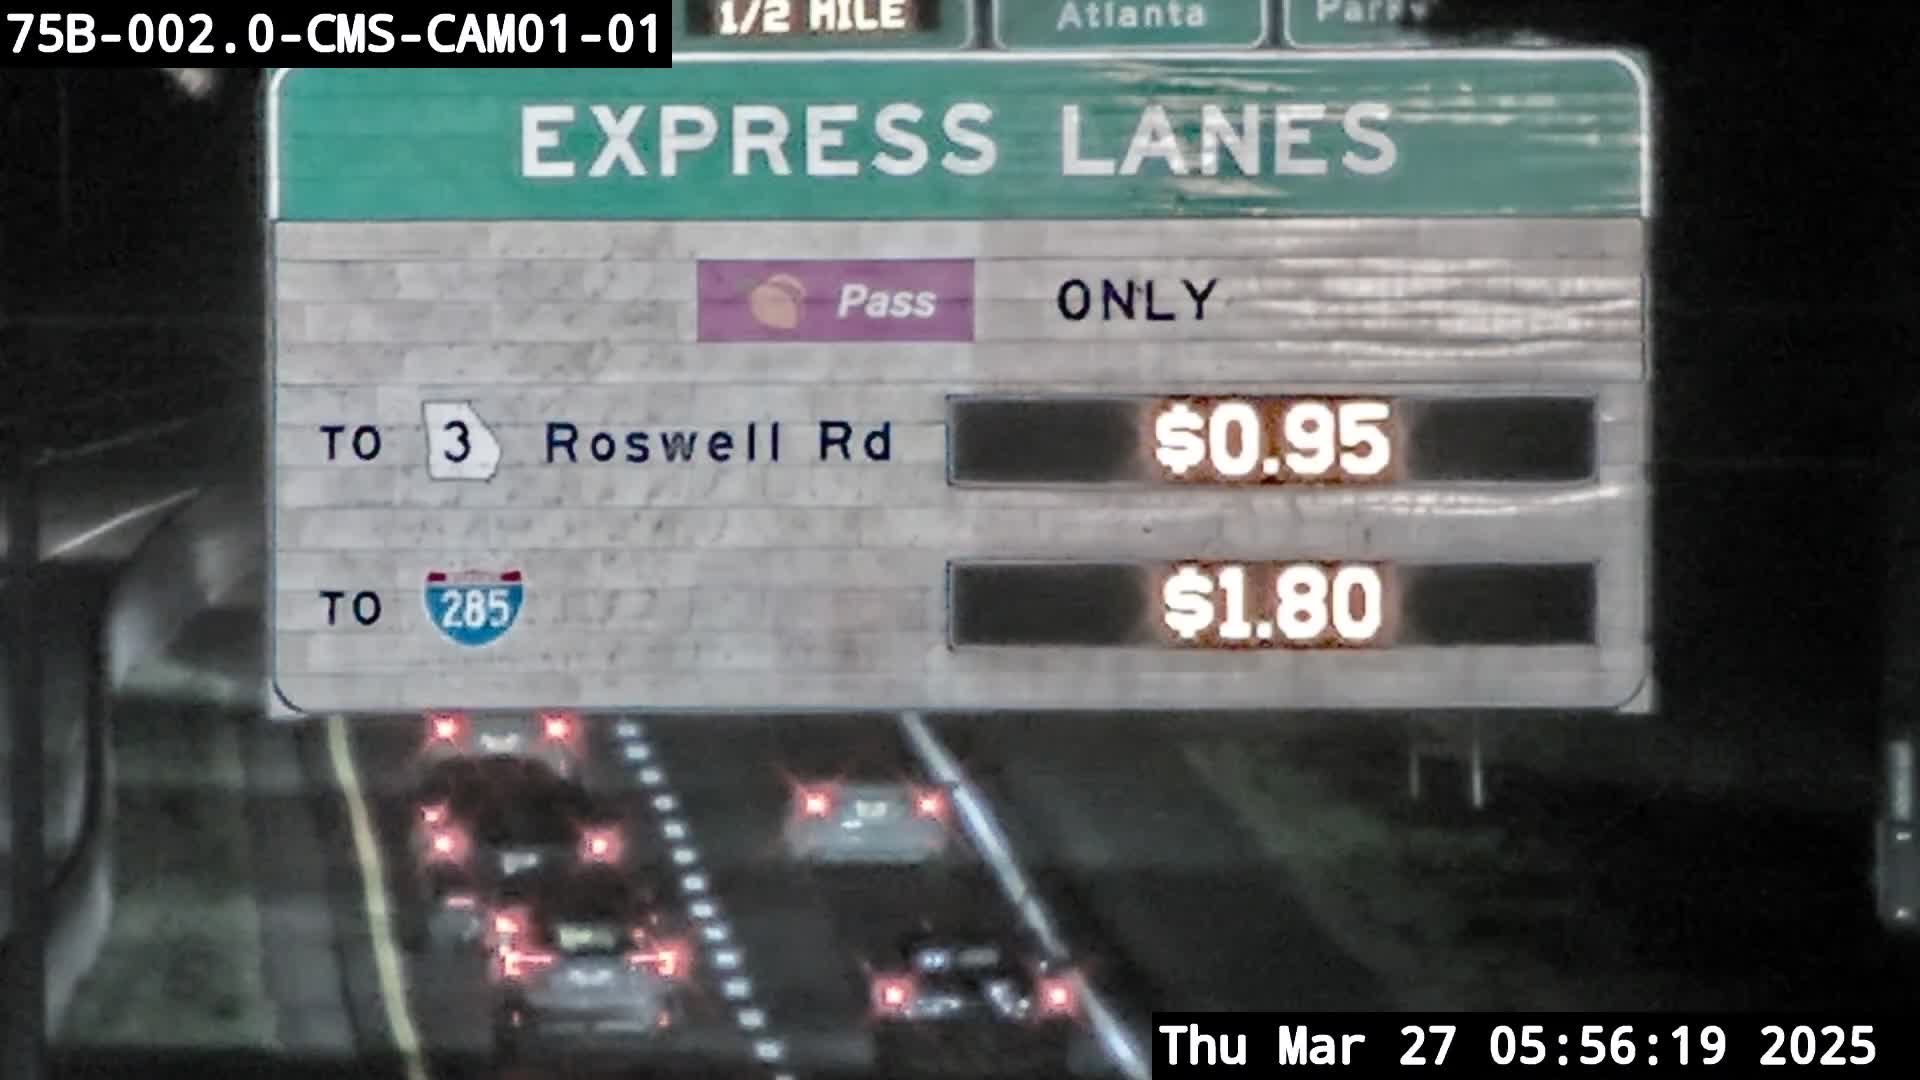 75B-002.0-CMS-CAM01-01
1/2 MILE
Atlanta
EXPRESS LANES
Pass ONLY
TO 3 Roswell Rd $0.95
TO 285 $1.80
Thu Mar 27 05:56:19 2025